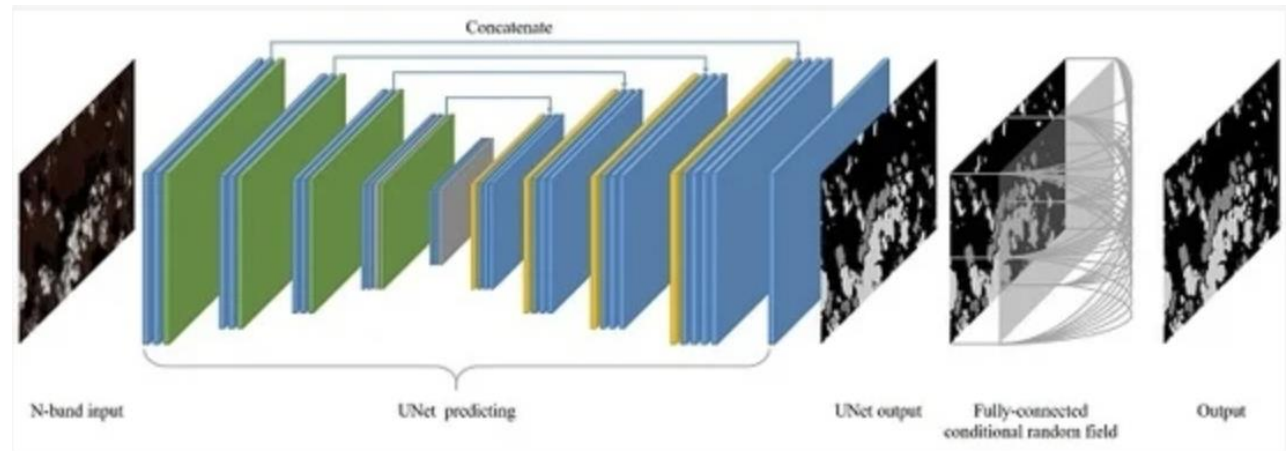 Concatenate
N-band input
UNet predicting
UNet output
Fully-connected
conditional random field
Output